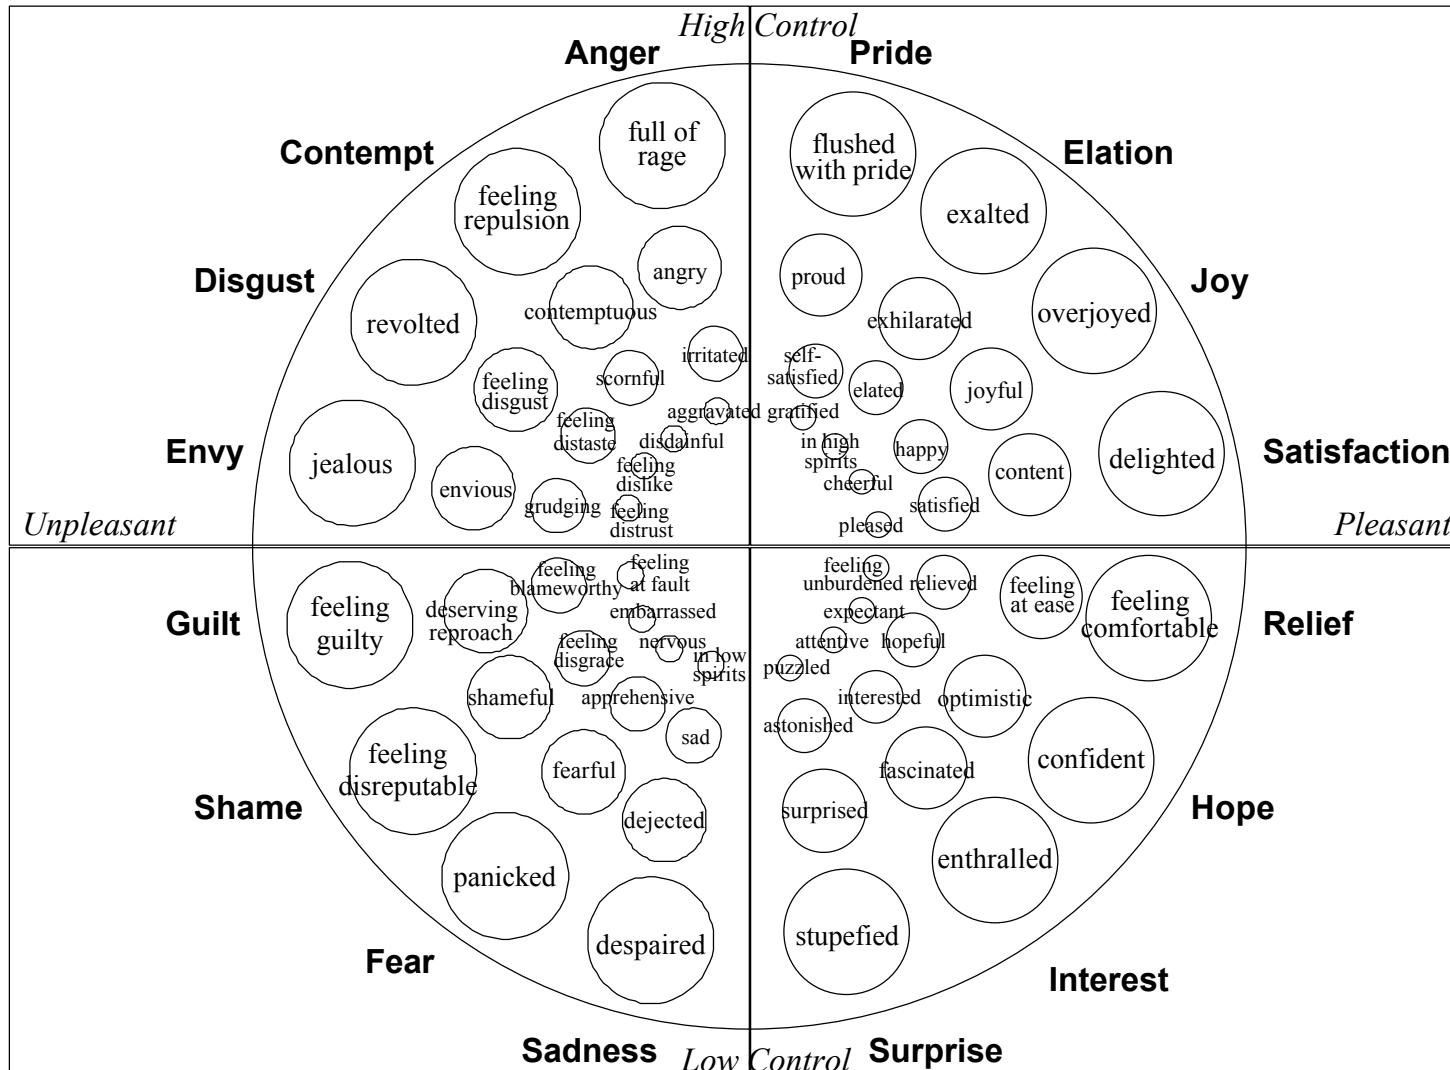 High Control
Anger
Pride
full of
rage
flushed
with pride
Contempt
Elation
feeling
repulsion
exalted
Disgust
angry
proud
Joy
revolted
contemptuous
exhilarated
overjoyed
irritated
self-
satisfied
feeling
disgust
scornful
elated
joyful
aggravated
gratified
feeling
distaste
disdainful
in high
spirits
happy
Envy
jealous
delighted
Satisfaction
envious
feeling
dislike
cheerful
content
grudging
feeling
distrust
pleased
satisfied
Unpleasant
Pleasant
feeling
blameworthy
feeling
at fault
feeling
unburdened
relieved
feeling
at ease
feeling
comfortable
Guilt
feeling
guilty
deserving
reproach
embarrassed
expectant
Relief
feeling
disgrace
nervous
in low
spirits
attentive
hopeful
puzzled
shameful
apprehensive
interested
optimistic
sad
astonished
feeling
disreputable
fearful
fascinated
confident
Shame
dejected
surprised
Hope
panicked
enthralled
despaired
stupefied
Fear
Interest
Sadness
Low Control
Surprise